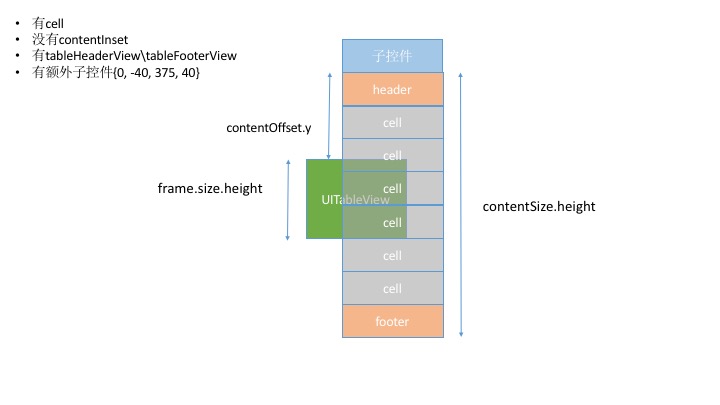 • 有cell
• 没有contentInset
• 有tableHeaderView\tableFooterView
• 有额外子控件{0, -40, 375, 40}
子控件
header
contentOffset.y
cell
cell
frame.size.height
cell
UITableView
contentSize.height
cell
cell
cell
footer